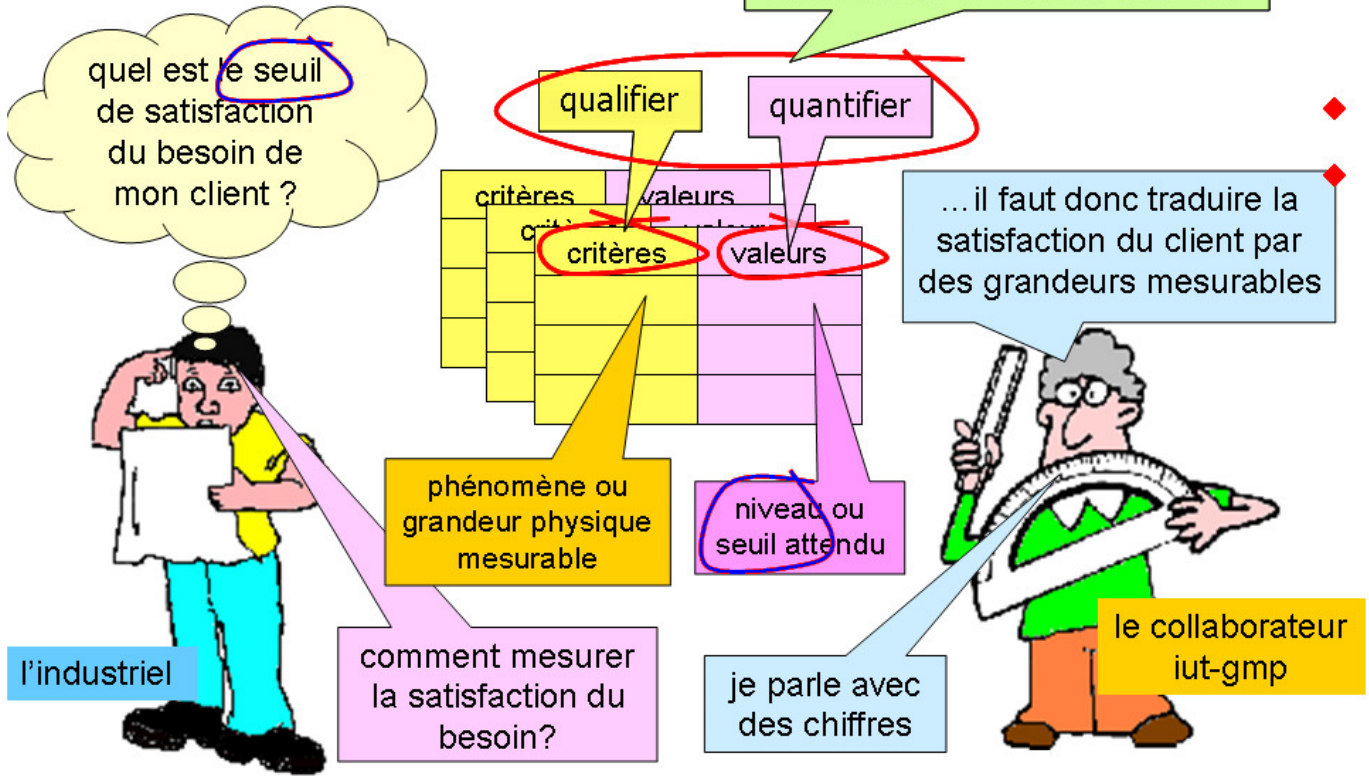 quel est le seuil
de satisfaction
du besoin de
mon client ?
qualifier
quantifier
critères
valeurs
critères
valeurs
critères
valeurs
...il faut donc traduire la
satisfaction du client par
des grandeurs mesurables
phénomène ou
grandeur physique
mesurable
niveau ou
seuil attendu
l'industriel
comment mesurer
la satisfaction du
besoin?
je parle avec
des chiffres
le collaborateur
iut-gmp